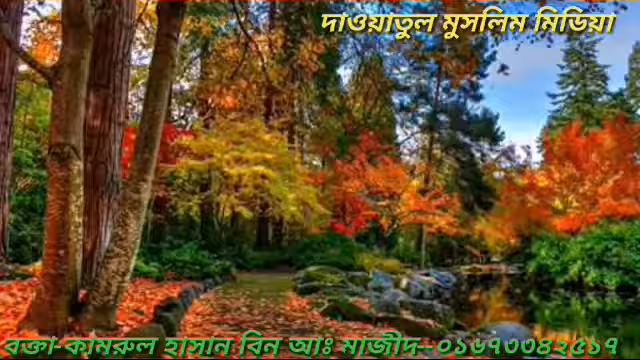 দাওয়াতুল মুসলিম মিডিয়া
বক্তা-কামরুল হাসান বিন আঃ মাজীদ--০১৬৭৩৩৪২৫১৭